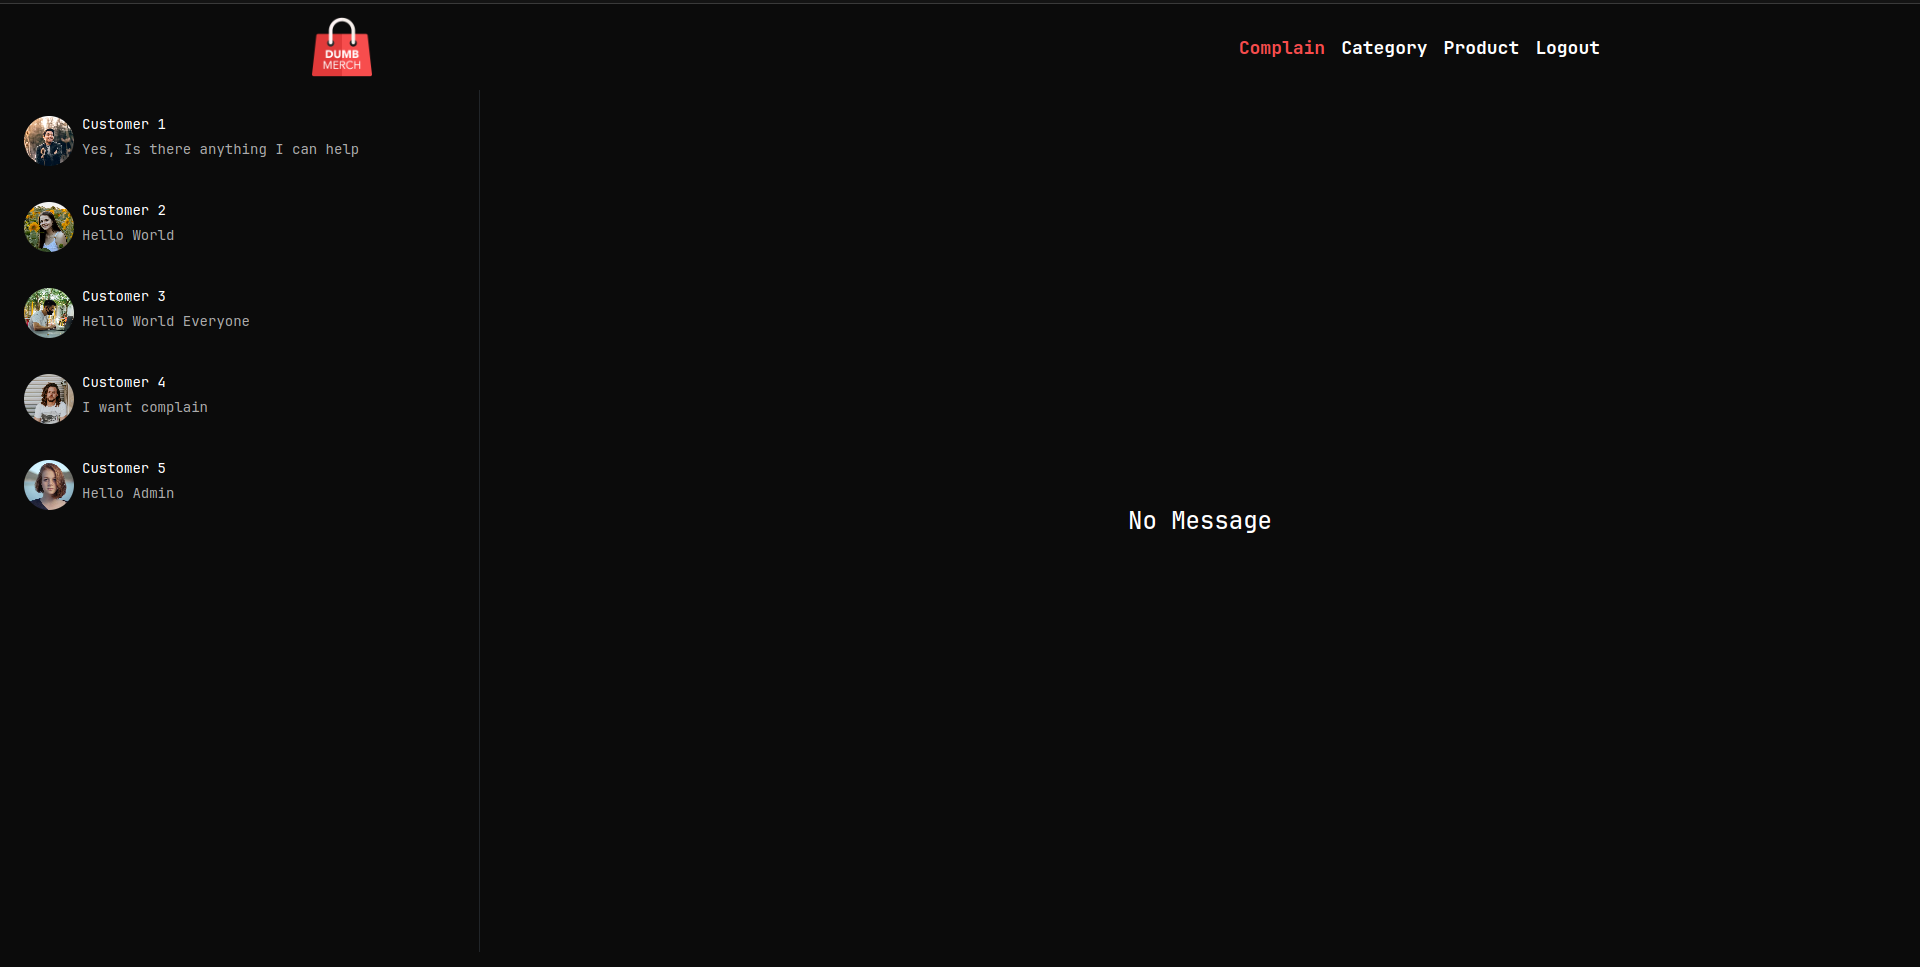 DUMB
MERCH
Complain Category Product Logout
Customer 1
Yes, Is there anything I can help
Customer 2
Hello World
Customer 3
Hello World Everyone
Customer 4
I want complain
Customer 5
Hello Admin
No Message